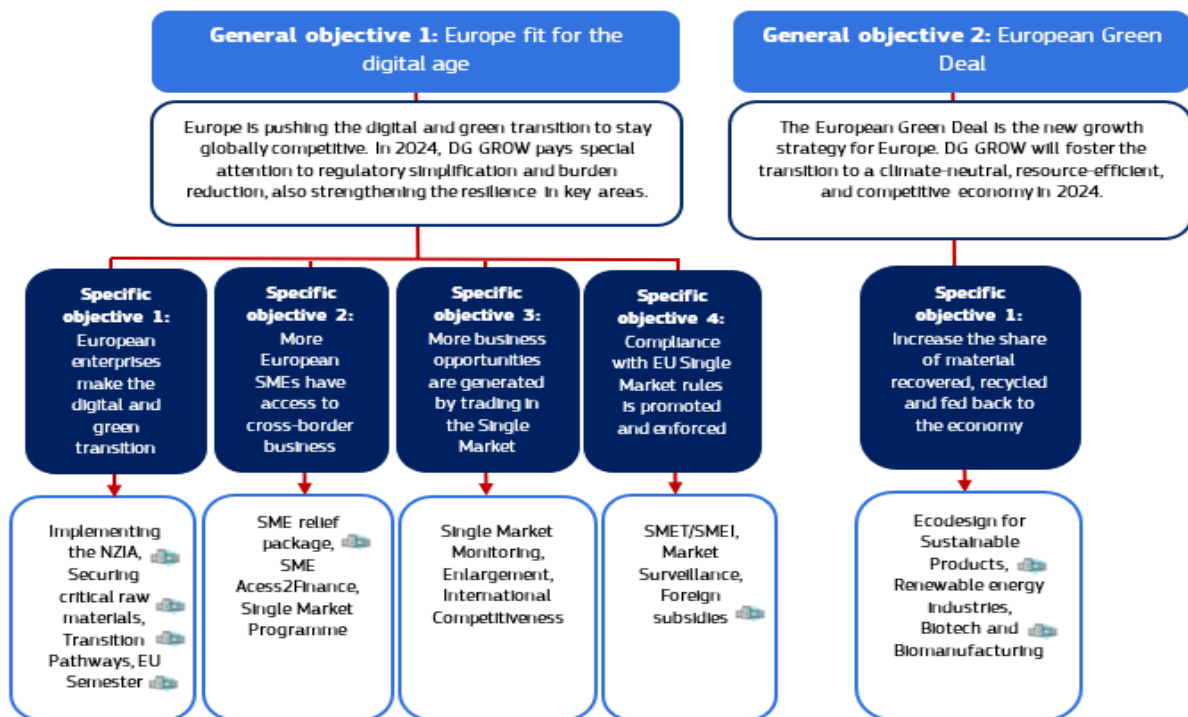 General objective 1: Europe fit for the
digital age
General objective 2: European Green
Deal
Europe is pushing the digital and green transition to stay
globally competitive. In 2024, DG GROW pays special
attention to regulatory simplification and burden
reduction, also strengthening the resilience in key areas.
The European Green Deal is the new growth
strategy for Europe. DG GROW will foster the
transition to a climate-neutral, resource-efficient,
and competitive economy in 2024.
Specific
objective 1:
European
enterprises
make the
digital and
green
transition
Specific
objective 2:
More
European
SMEs have
access to
cross-border
business
Specific
objective 3:
More business
opportunities
are generated
by trading in
the Single
Market
Specific
objective 4:
Compliance
with EU Single
Market rules
is promoted
and enforced
Specific
objective 1:
Increase the share
of material
recovered, recycled
and fed back to
the economy
Implementing
the NZIA,
Securing
critical raw
materials,
Transition
Pathways, EU
Semester
SME relief
package,
SME
Acess2Finance,
Single Market
Programme
Single Market
Monitoring,
Enlargement,
International
Competitiveness
SMET/SMEI,
Market
Surveillance,
Foreign
subsidies
Ecodesign for
Sustainable
Products,
Renewable energy
industries,
Biotech and
Biomanufacturing